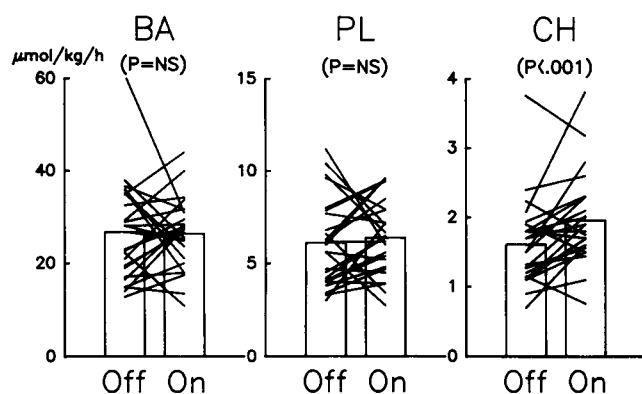 BA PL CH
μmol/kg/h (P=NS) (P=NS) (P<.001)
60 15 4
3
40 10
2
20 5
1
0 0 0
Off On Off On Off On